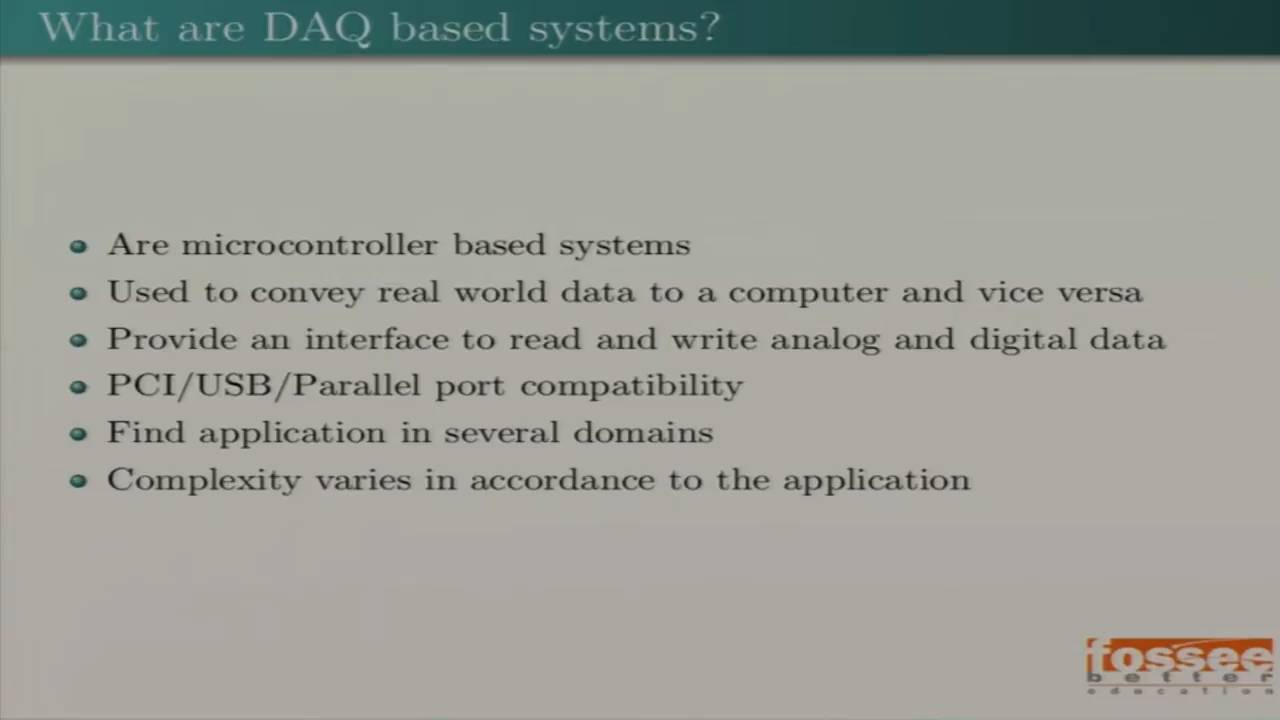 What are DAQ based systems?
Are microcontroller based systems
Used to convey real world data to a computer and vice versa
Provide an interface to read and write analog and digital data
PCI/USB/Parallel port compatibility
Find application in several domains
Complexity varies in accordance to the application
fossee
better
education